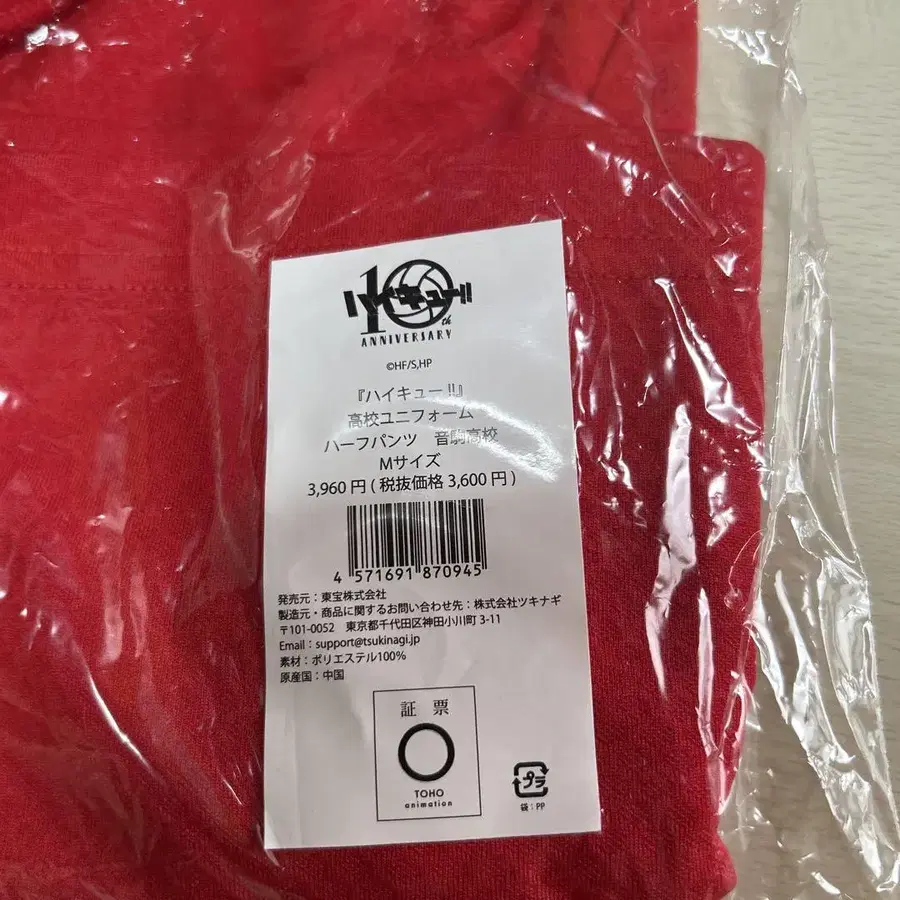 ハイキュー!!
10th
ANNIVERSARY
©HF/S,HP
『ハイキュー!!』
高校ユニフォーム
ハーフパンツ 音駒高校
Mサイズ
3,960円(税抜価格 3,600円)
4 571691 870945
発売元:東宝株式会社
製造元・商品に関するお問い合わせ先:株式会社ツキナギ
〒101-0052 東京都千代田区神田小川町 3-11
Email:support@tsukinagi.jp
素材:ポリエステル100%
原産国:中国
証 票
TOHO
animation
プラ
袋:PP